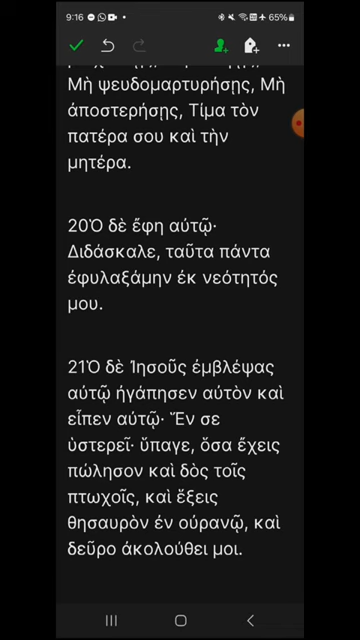 9:16
65%
Μὴ ψευδομαρτυρήσῃς, Μὴ
ἀποστερήσῃς, Τίμα τὸν
πατέρα σου καὶ τὴν
μητέρα.
20Ὁ δὲ ἔφη αὐτῷ·
Διδάσκαλε, ταῦτα πάντα
ἐφυλαξάμην ἐκ νεότητός
μου.
21Ὁ δὲ Ἰησοῦς ἐμβλέψας
αὐτῷ ἠγάπησεν αὐτὸν καὶ
εἶπεν αὐτῷ· Ἕν σε
ὑστερεῖ· ὕπαγε, ὅσα ἔχεις
πώλησον καὶ δὸς τοῖς
πτωχοῖς, καὶ ἕξεις
θησαυρὸν ἐν οὐρανῷ, καὶ
δεῦρο ἀκολούθει μοι.